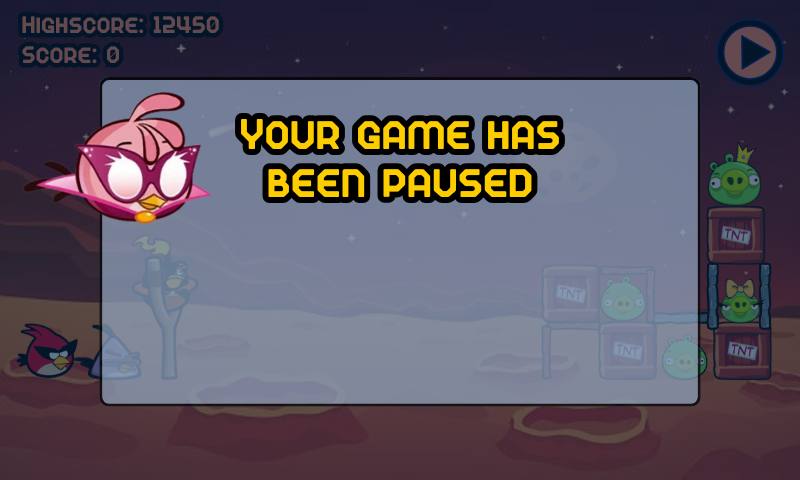 Highscore: 12450
Score: 0
Your game has
been paused
TNT
TNT
TNT
TNT